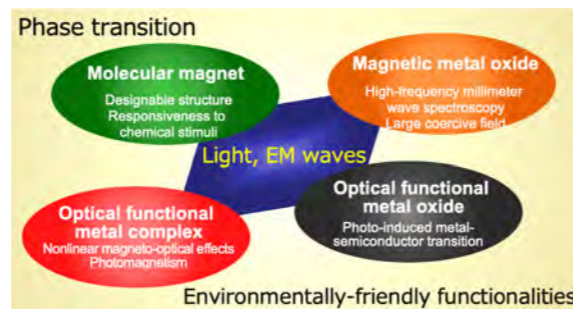 Phase transition
Molecular magnet
Designable structure
Responsiveness to
chemical stimuli
Magnetic metal oxide
High-frequency millimeter
wave spectroscopy
Large coercive field
Light, EM waves
Optical functional
metal complex
Nonlinear magneto-optical effects
Photomagnetism
Optical functional
metal oxide
Photo-induced metal-
semiconductor transition
Environmentally-friendly functionalities